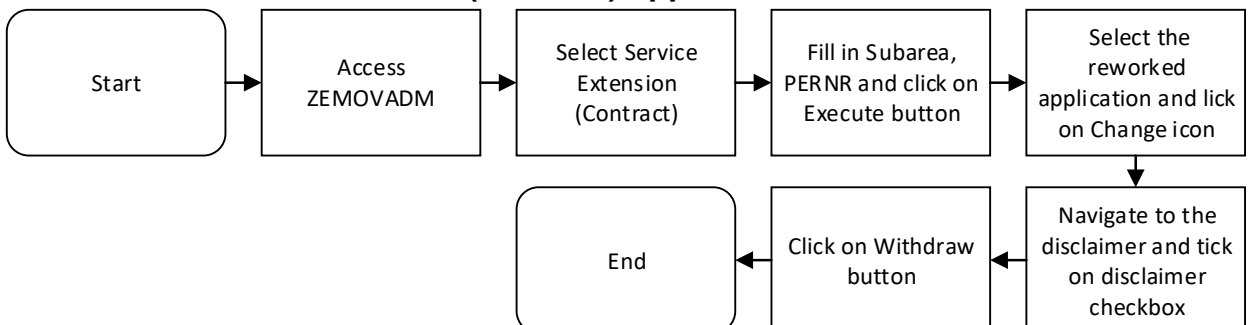 Start
Access
ZEMOVADM
Select Service
Extension
(Contract)
Fill in Subarea,
PERNR and click on
Execute button
Select the
reworked
application and lick
on Change icon
Navigate to the
disclaimer and tick
on disclaimer
checkbox
Click on Withdraw
button
End